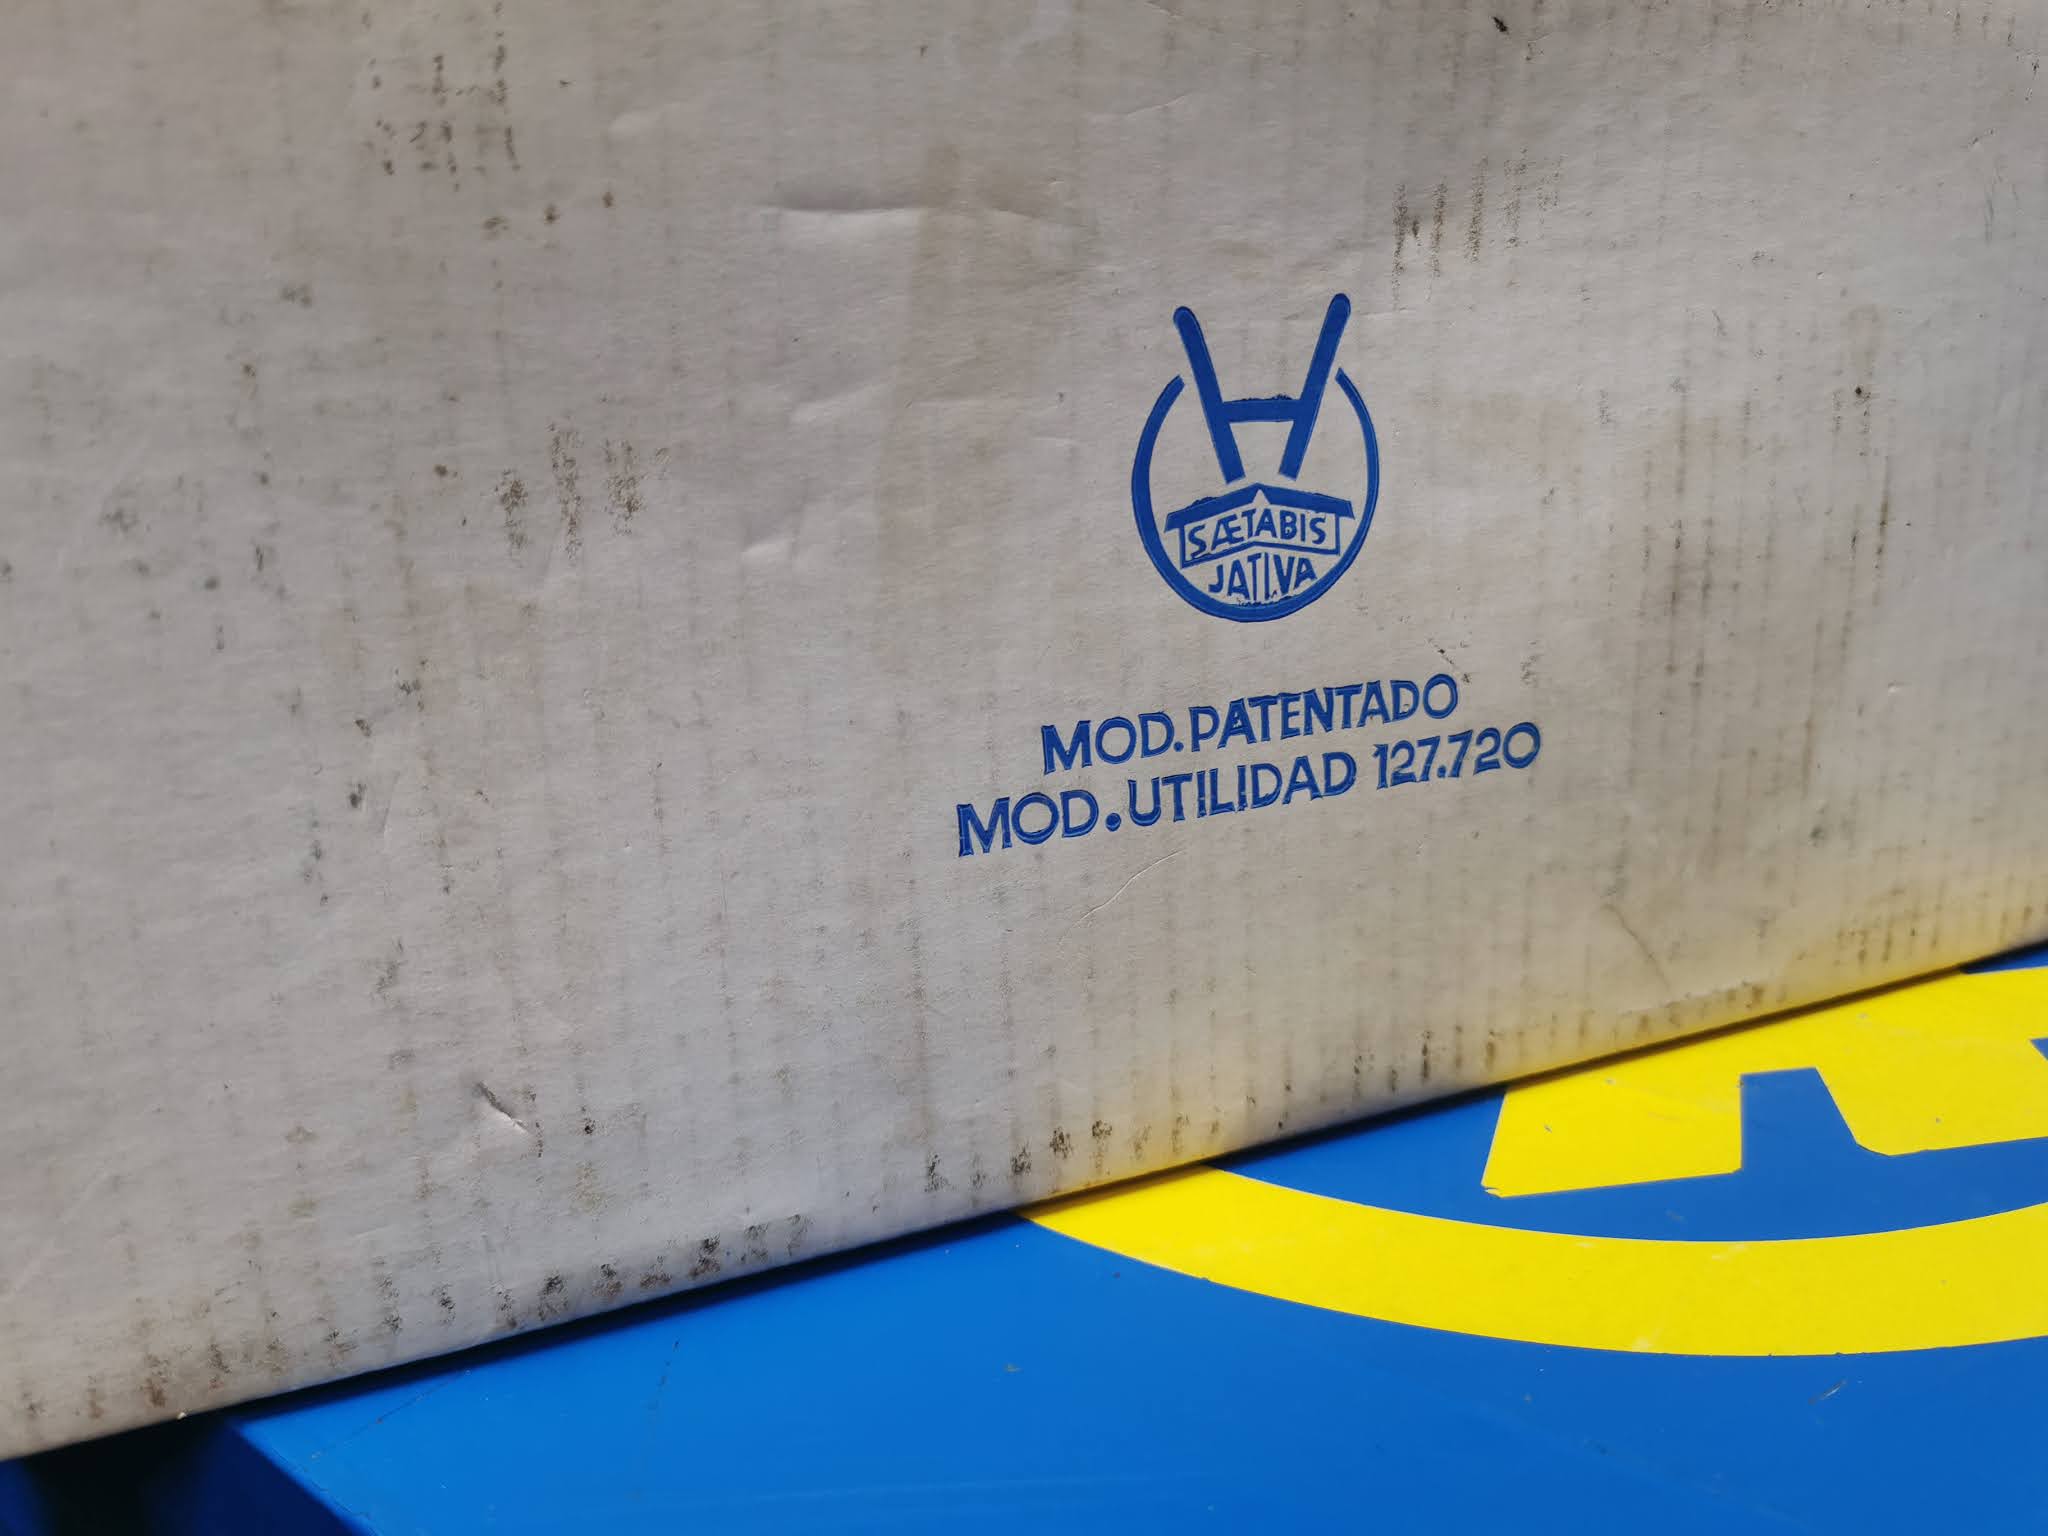 H
SÆTABIS
JATIVA
MOD.PATENTADO
MOD.UTILIDAD 127.720